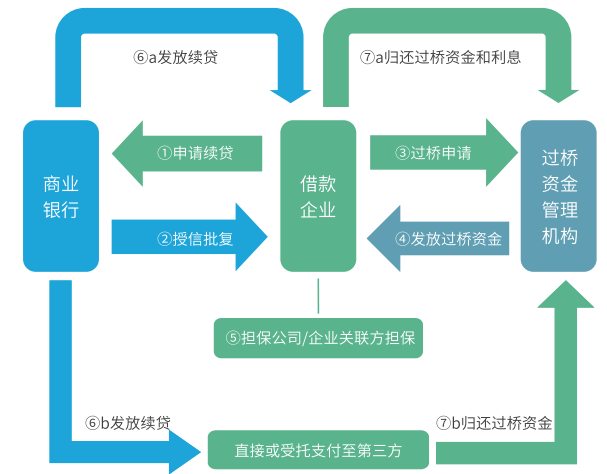 ⑥a发放续贷
⑦a归还过桥资金和利息
商业
银行
①申请续贷
②授信批复
借款
企业
③过桥申请
④发放过桥资金
过桥
资金
管理
机构
⑤担保公司/企业关联方担保
⑥b发放续贷
直接或受托支付至第三方
⑦b归还过桥资金